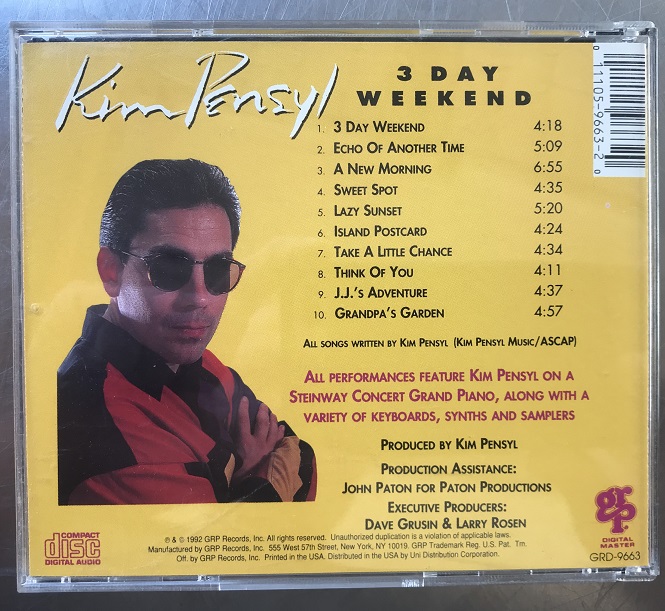 Kim Pensyl
3 DAY
WEEKEND
1. 3 DAY WEEKEND 4:18
2. ECHO OF ANOTHER TIME 5:09
3. A NEW MORNING 6:55
4. SWEET SPOT 4:35
5. LAZY SUNSET 5:20
6. ISLAND POSTCARD 4:24
7. TAKE A LITTLE CHANCE 4:34
8. THINK OF YOU 4:11
9. J.J.'S ADVENTURE 4:37
10. GRANDPA'S GARDEN 4:57
ALL SONGS WRITTEN BY KIM PENSYL (KIM PENSYL MUSIC/ASCAP)
ALL PERFORMANCES FEATURE KIM PENSYL ON A
STEINWAY CONCERT GRAND PIANO, ALONG WITH A
VARIETY OF KEYBOARDS, SYNTHS AND SAMPLERS
PRODUCED BY KIM PENSYL
PRODUCTION ASSISTANCE:
JOHN PATON FOR PATON PRODUCTIONS
EXECUTIVE PRODUCERS:
DAVE GRUSIN & LARRY ROSEN
℗ & © 1992 GRP Records, Inc. All rights reserved. Unauthorized duplication is a violation of applicable laws.
Manufactured by GRP Records, Inc. 555 West 57th Street, New York, NY 10019. GRP Trademark Reg. U.S. Pat. Tm.
Off. by GRP Records, Inc. Printed in the USA. Distributed in the USA by Uni Distribution Corporation.
COMPACT
disc
DIGITAL AUDIO
grp
DIGITAL
MASTER
GRD-9663
0 11105-9663-2 0